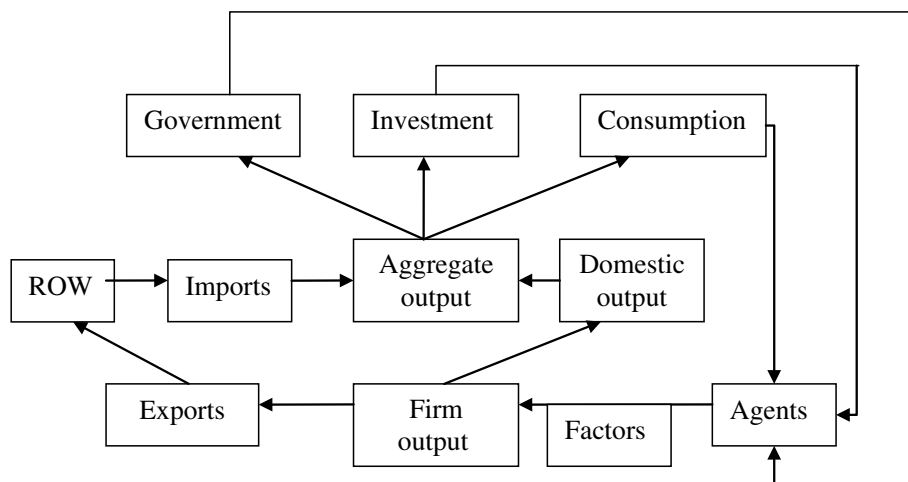 Government
Investment
Consumption
ROW
Imports
Aggregate
output
Domestic
output
Exports
Firm
output
Factors
Agents